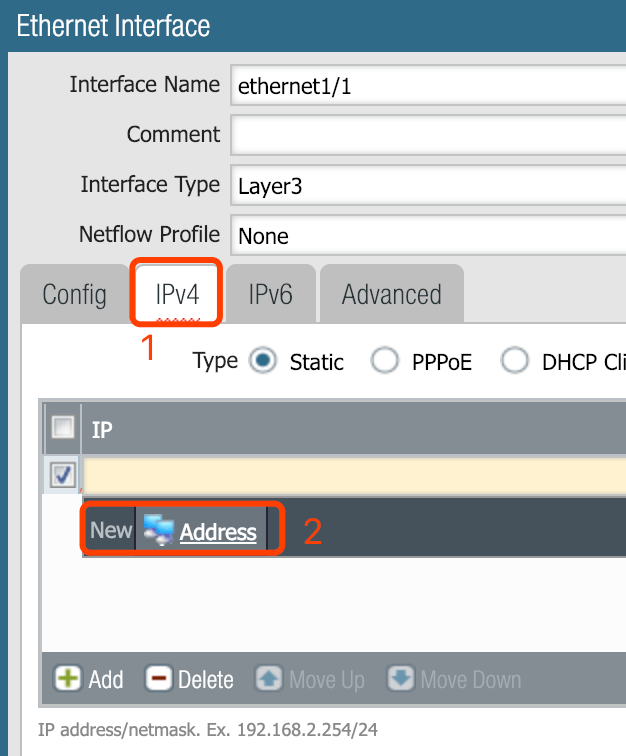 Ethernet Interface
Interface Name ethernet1/1
Comment
Interface Type Layer3
Netflow Profile None
Config IPv4 IPv6 Advanced
1
Type Static PPPoE DHCP Cli
IP
New Address 2
Add Delete Move Up Move Down
IP address/netmask. Ex. 192.168.2.254/24